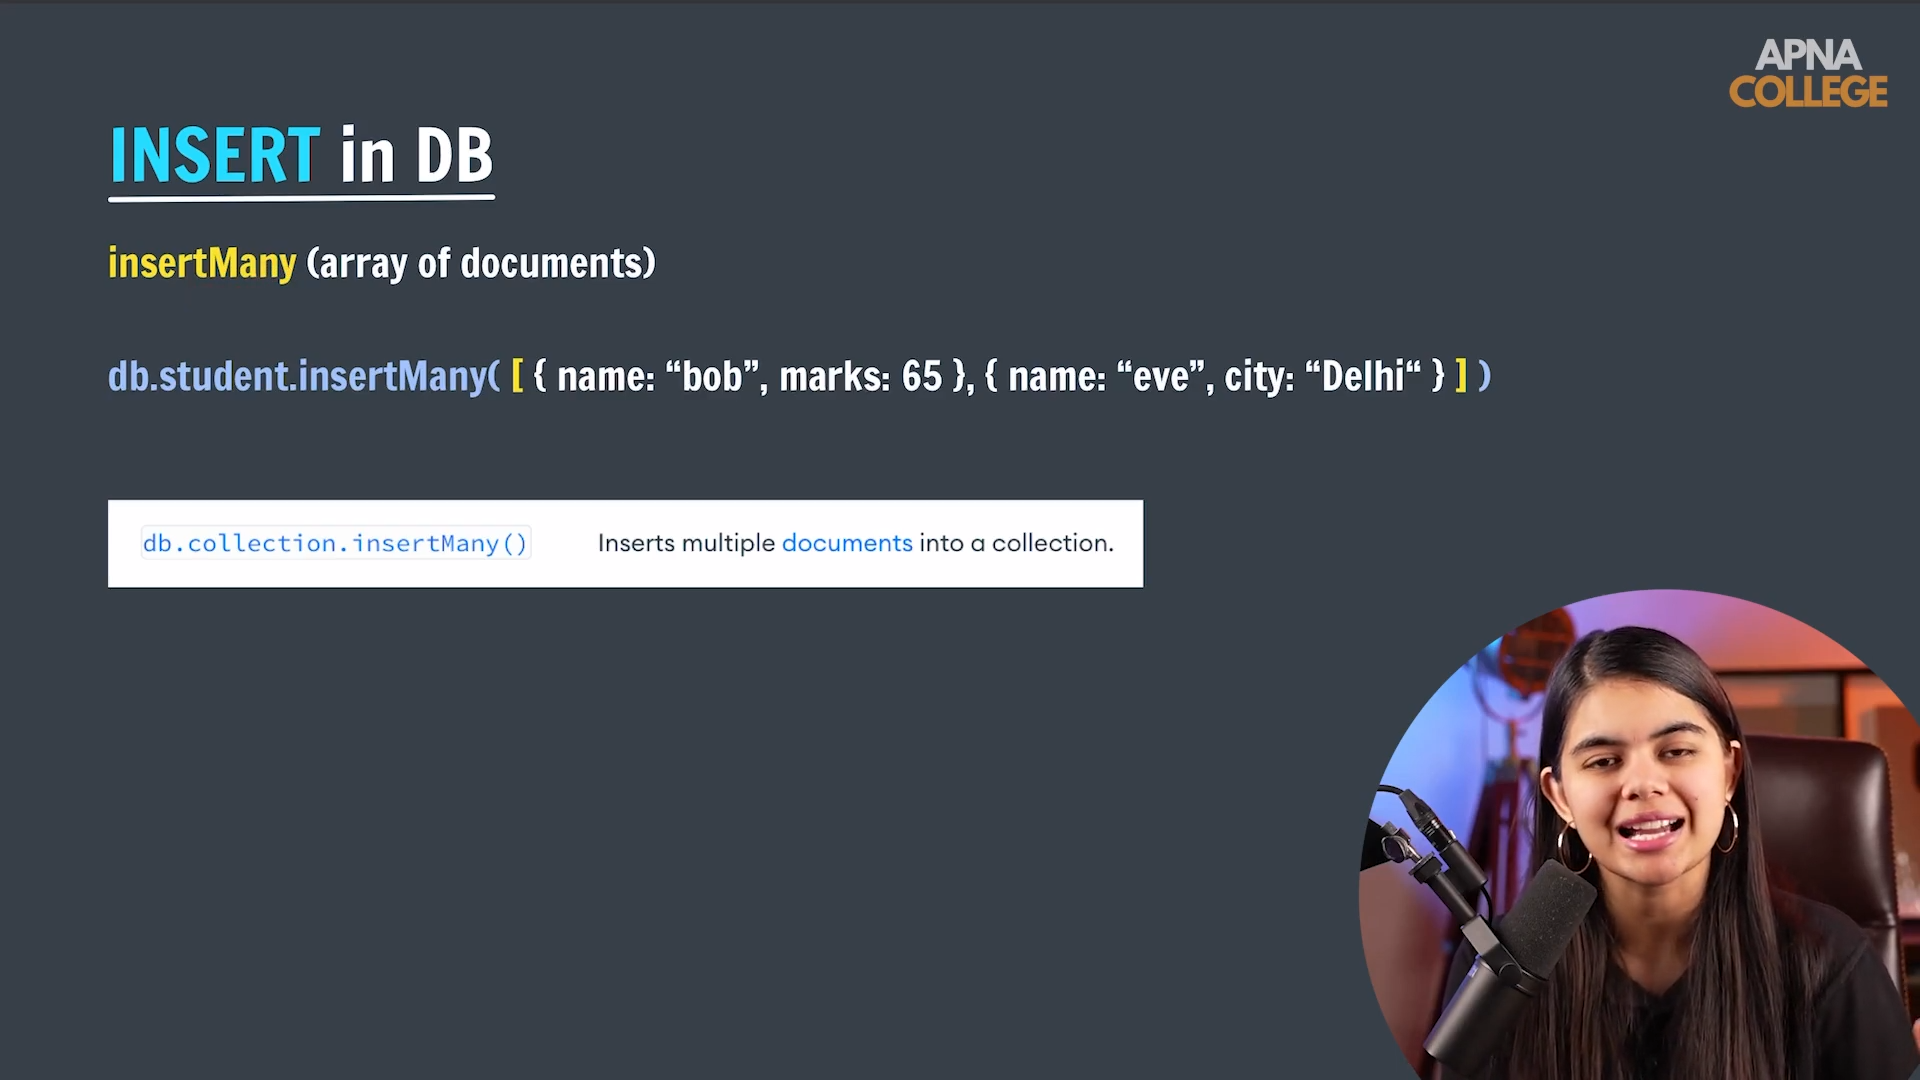 APNA
COLLEGE
INSERT in DB
insertMany (array of documents)
db.student.insertMany( [ { name: “bob”, marks: 65 }, { name: “eve”, city: “Delhi“ } ] )
db.collection.insertMany() Inserts multiple documents into a collection.